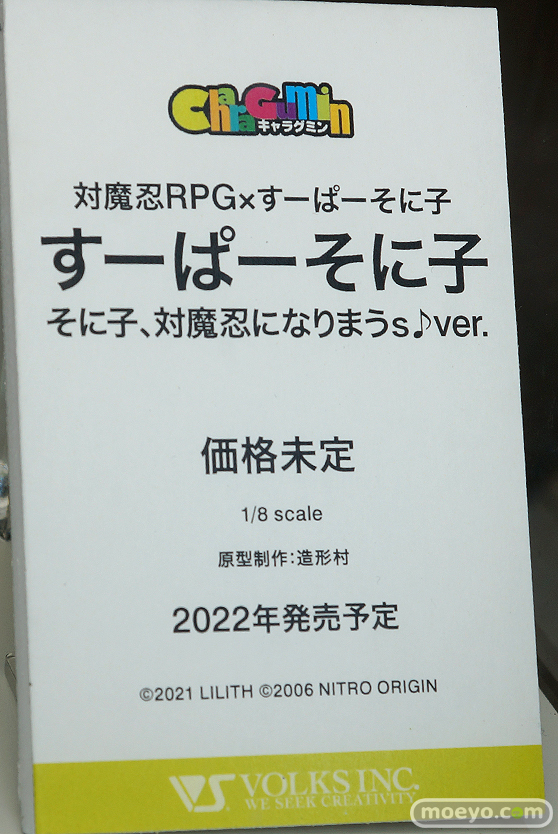 CharaGumin
キャラグミン
対魔忍RPG×すーぱーそに子
すーぱーそに子
そに子、対魔忍になりまうs♪ver.
価格未定
1/8 scale
原型制作：造形村
2022年発売予定
©2021 LILITH ©2006 NITRO ORIGIN
VS VOLKS INC.
WE SEEK CREATIVITY
moeyo.com